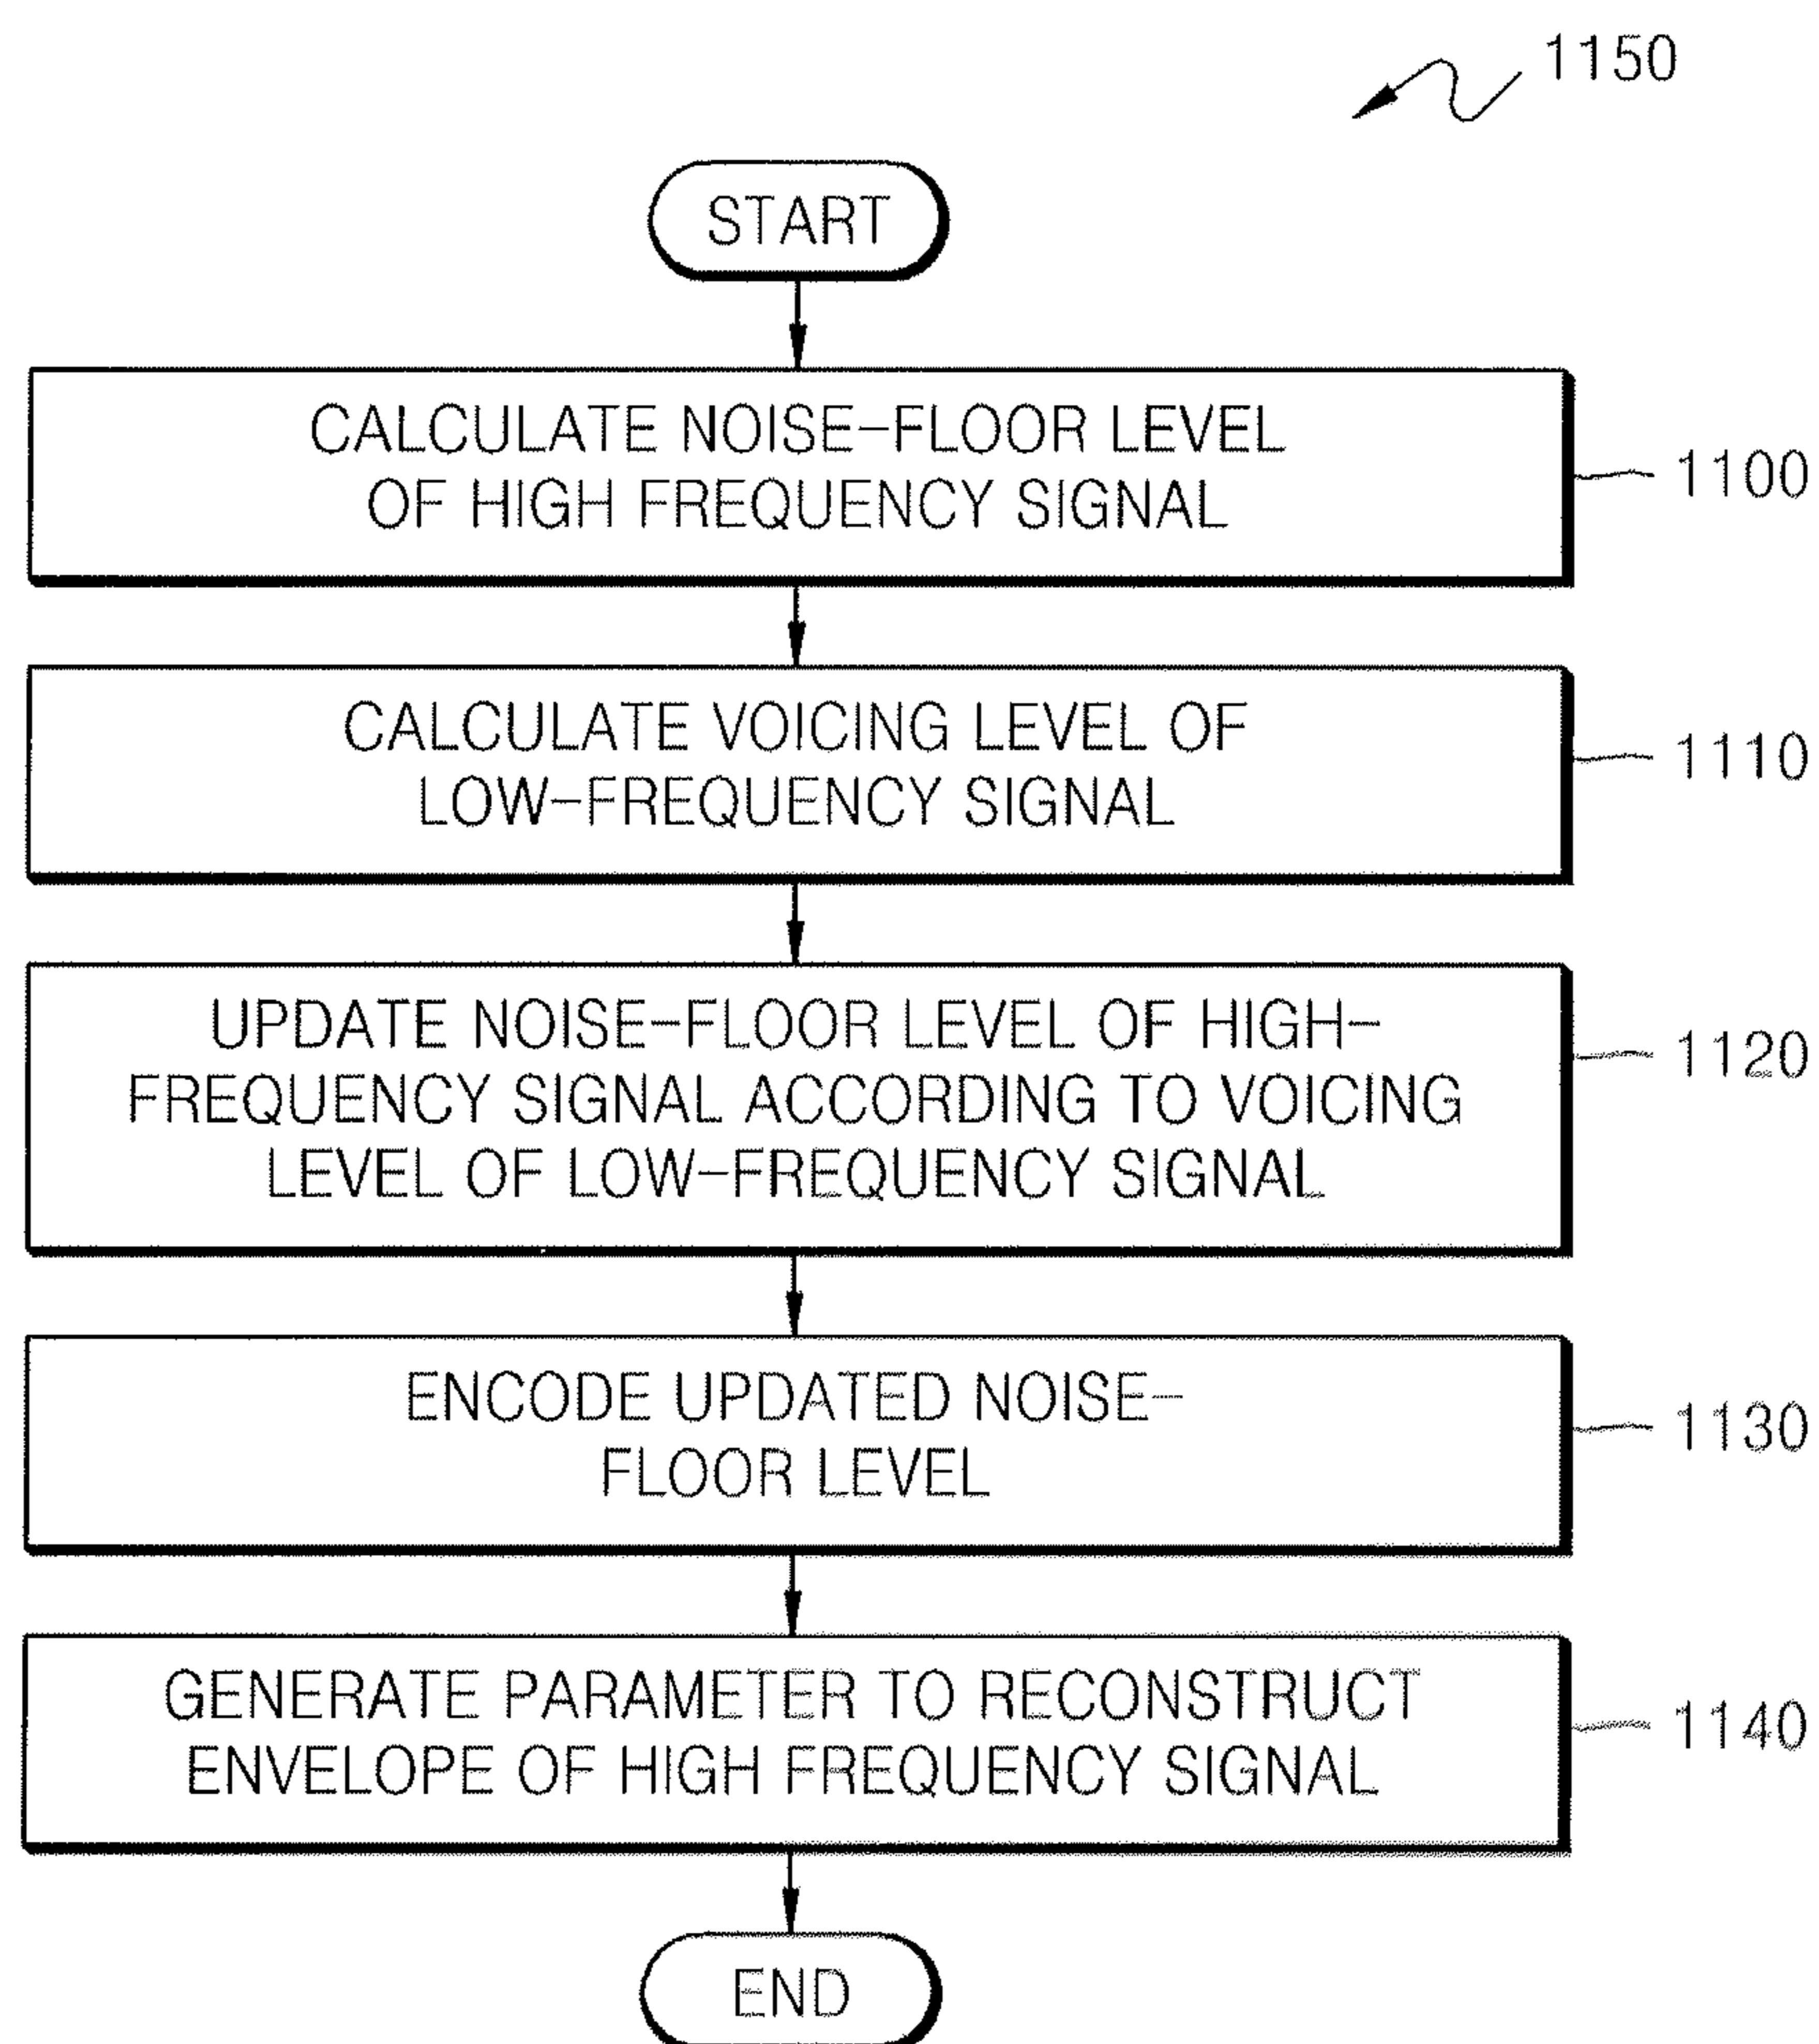 1150
START
CALCULATE NOISE-FLOOR LEVEL
OF HIGH FREQUENCY SIGNAL
1100
CALCULATE VOICING LEVEL OF
LOW-FREQUENCY SIGNAL
1110
UPDATE NOISE-FLOOR LEVEL OF HIGH-
FREQUENCY SIGNAL ACCORDING TO VOICING
LEVEL OF LOW-FREQUENCY SIGNAL
1120
ENCODE UPDATED NOISE-
FLOOR LEVEL
1130
GENERATE PARAMETER TO RECONSTRUCT
ENVELOPE OF HIGH FREQUENCY SIGNAL
1140
END